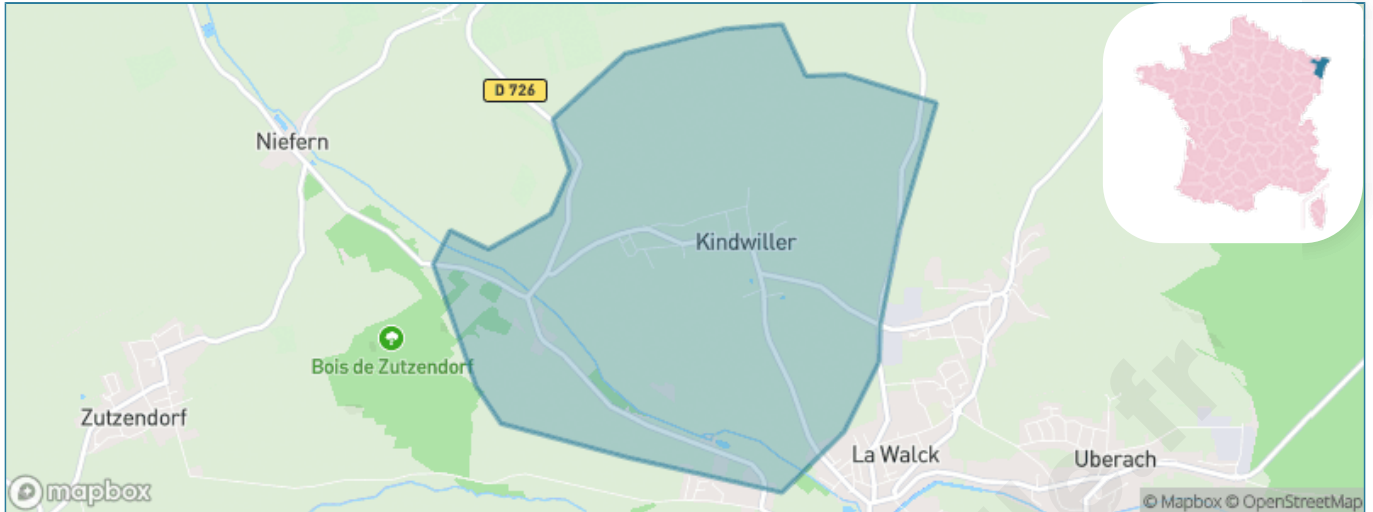 D 726
Niefern
Kindwiller
Bois de Zutzendorf
Zutzendorf
La Walck
Uberach
mapbox
© Mapbox © OpenStreetMap